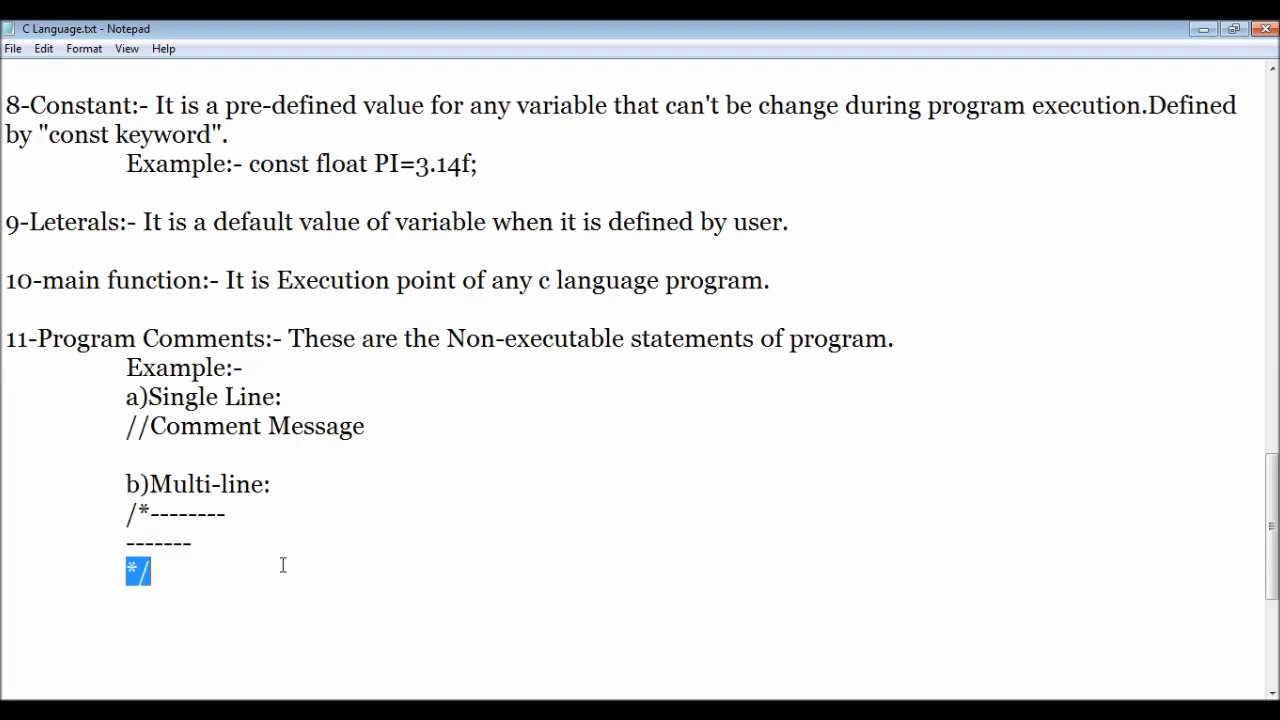 C Language.txt - Notepad
File Edit Format View Help
8-Constant:- It is a pre-defined value for any variable that can't be change during program execution.Defined
by "const keyword".
Example:- const float PI=3.14f;
9-Leterals:- It is a default value of variable when it is defined by user.
10-main function:- It is Execution point of any c language program.
11-Program Comments:- These are the Non-executable statements of program.
Example:-
a)Single Line:
//Comment Message
b)Multi-line:
/*--------
-------
*/